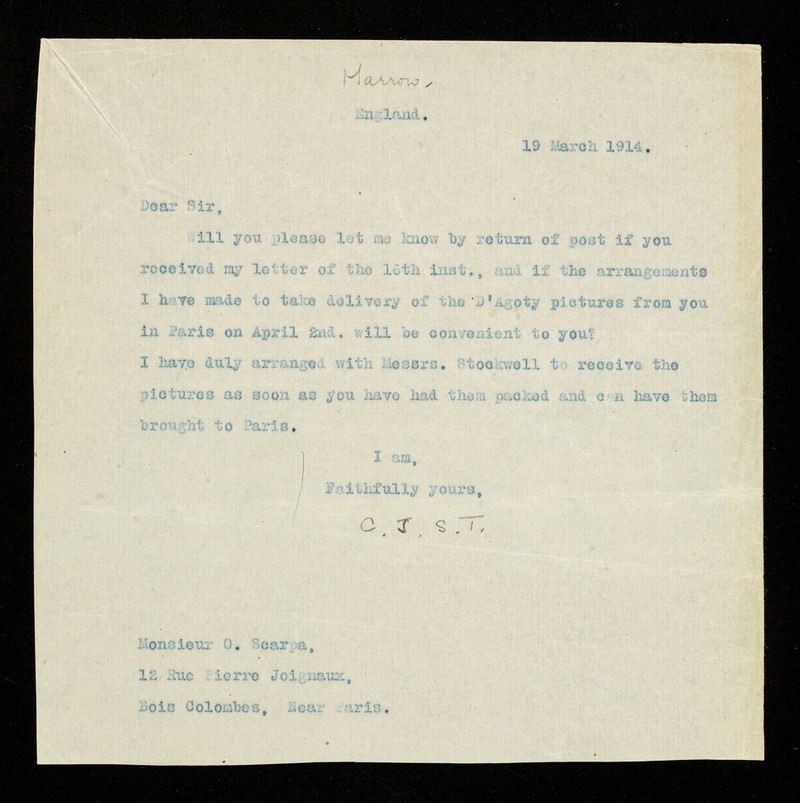 Harrow.
England.
19 March 1914.
Dear Sir,
Will you please let me know by return of post if you
received my letter of the 16th inst., and if the arrangements
I have made to take delivery of the D'Agoty pictures from you
in Paris on April 2nd. will be convenient to you?
I have duly arranged with Messrs. Stockwell to receive the
pictures as soon as you have had them packed and can have them
brought to Paris.
I am,
Faithfully yours,
C. J. S. T.
Monsieur O. Scarpa,
12 Rue Pierre Joignaux,
Bois Colombes, Near Paris.